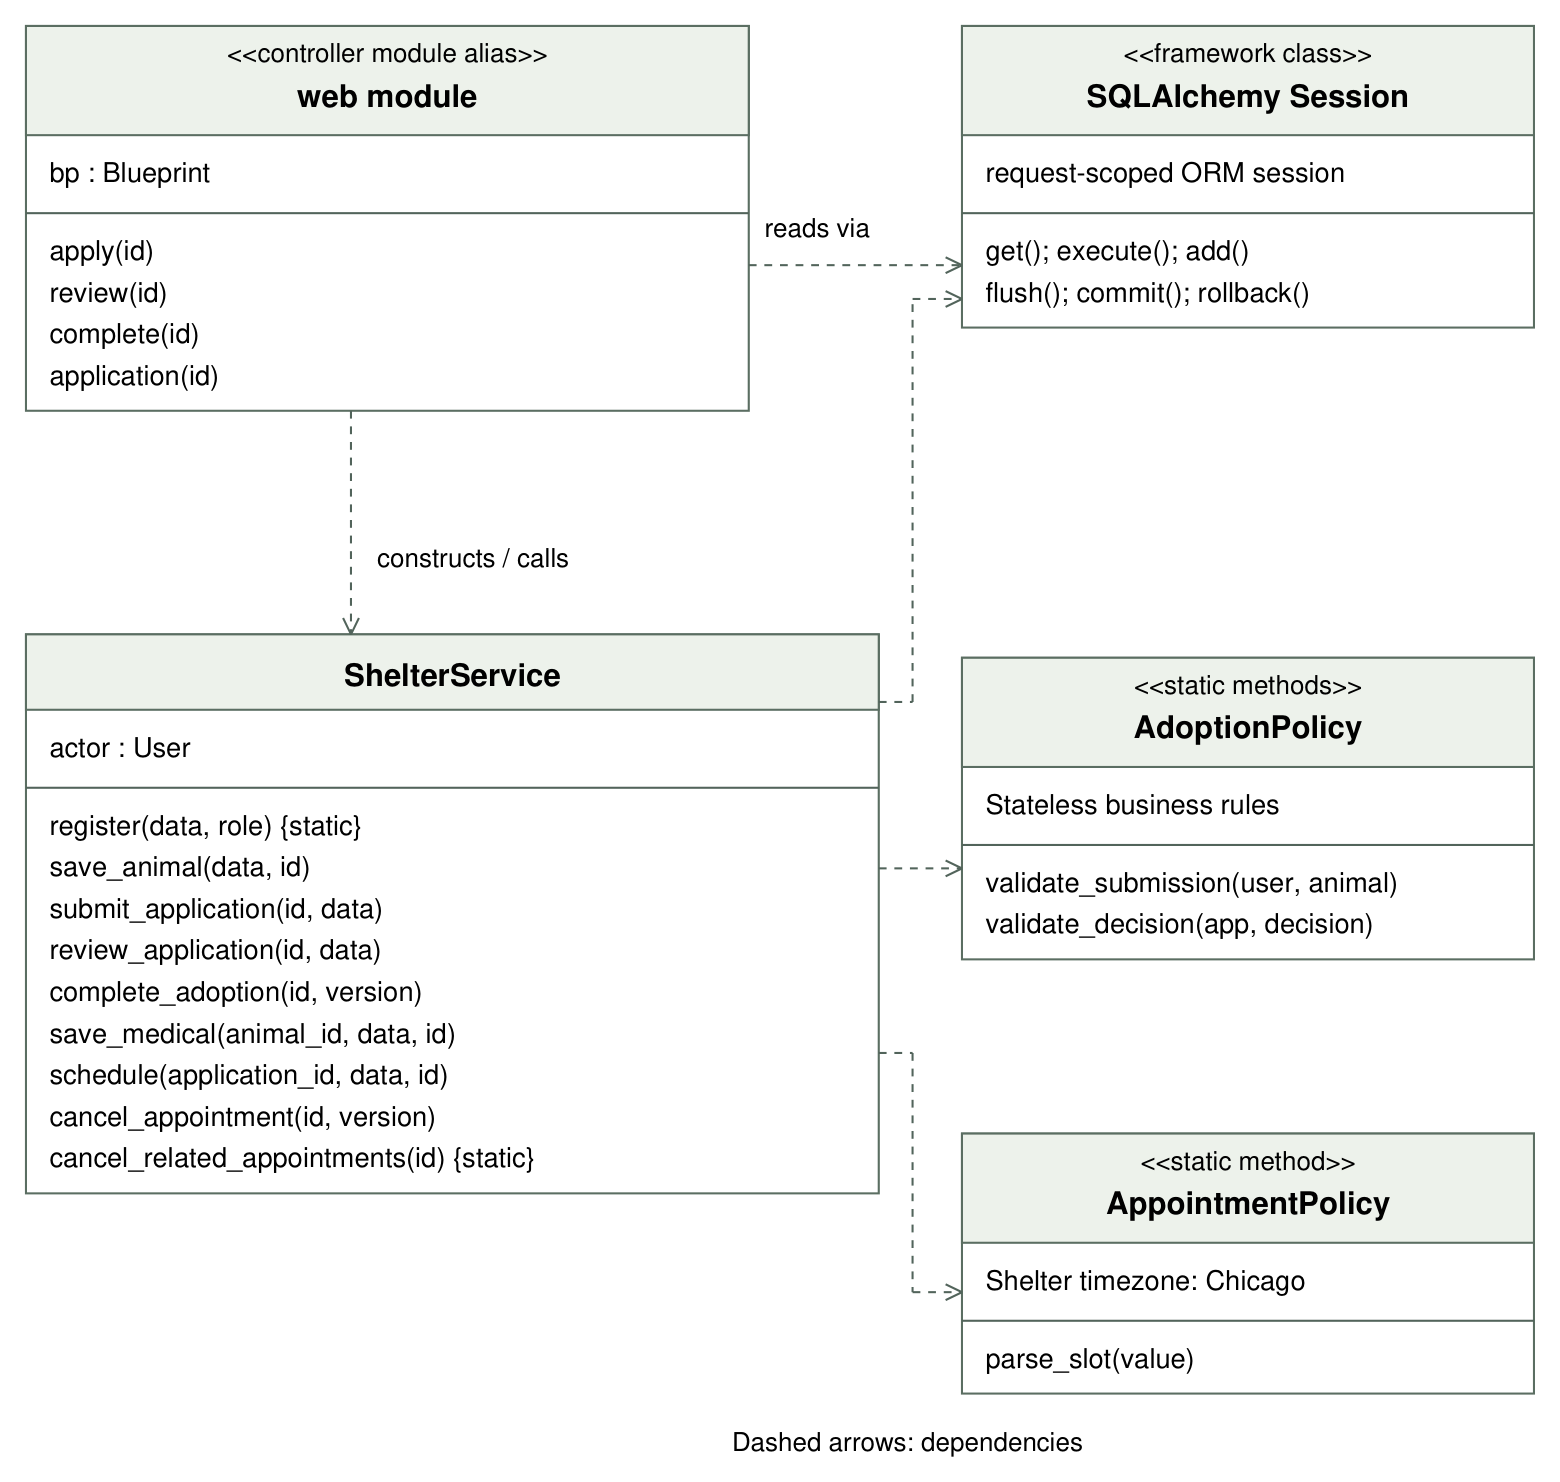 <<controller module alias>>
web module
bp : Blueprint
apply(id)
review(id)
complete(id)
application(id)
reads via
<<framework class>>
SQLAlchemy Session
request-scoped ORM session
get(); execute(); add()
flush(); commit(); rollback()
constructs / calls
ShelterService
actor : User
register(data, role) {static}
save_animal(data, id)
submit_application(id, data)
review_application(id, data)
complete_adoption(id, version)
save_medical(animal_id, data, id)
schedule(application_id, data, id)
cancel_appointment(id, version)
cancel_related_appointments(id) {static}
<<static methods>>
AdoptionPolicy
Stateless business rules
validate_submission(user, animal)
validate_decision(app, decision)
<<static method>>
AppointmentPolicy
Shelter timezone: Chicago
parse_slot(value)
Dashed arrows: dependencies